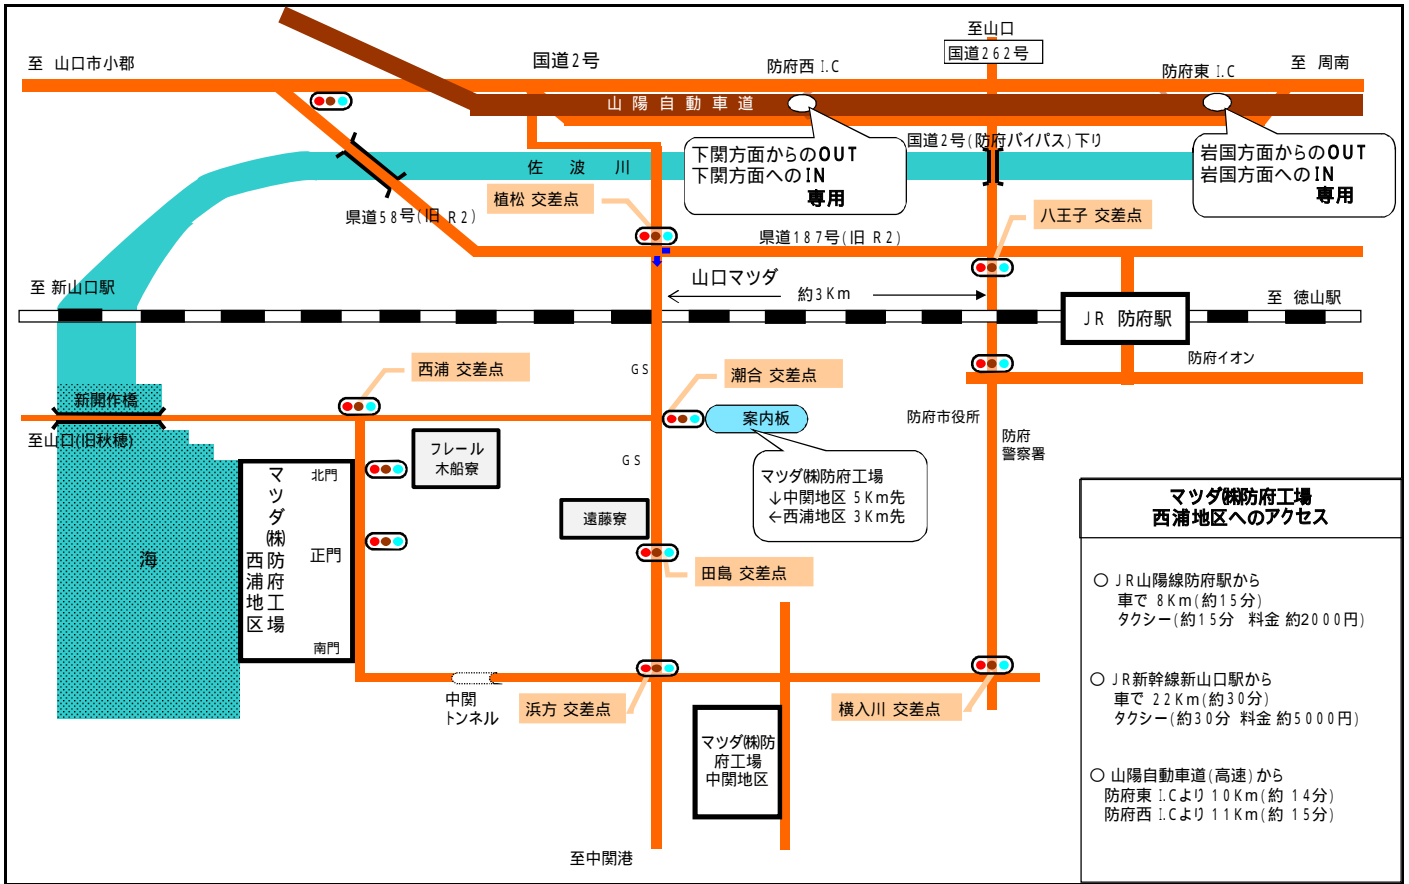 至山口
国道262号
至 山口市小郡
国道2号
防府西 I.C
防府東 I.C
至 周南
山陽自動車道
国道2号(防府バイパス)下り
下関方面からのOUT
下関方面へのIN
専用
岩国方面からのOUT
岩国方面へのIN
専用
佐波川
植松 交差点
八王子 交差点
県道58号(旧 R2)
県道187号(旧 R2)
山口マツダ
約3Km
至 新山口駅
至 徳山駅
JR 防府駅
防府イオン
西浦 交差点
GS
潮合 交差点
新開作橋
案内板
防府市役所
防府
警察署
至山口(旧秋穂)
フレール
木船寮
GS
マツダ㈱防府工場
↓中関地区 5Km先
←西浦地区 3Km先
北門
正門
南門
マツダ㈱防府工場
西浦地区
海
遠藤寮
田島 交差点
中関
トンネル
浜方 交差点
横入川 交差点
マツダ㈱防
府工場
中関地区
至中関港
マツダ㈱防府工場
西浦地区へのアクセス
○ JR山陽線防府駅から
車で 8Km(約15分)
タクシー(約15分 料金 約2000円)
○ JR新幹線新山口駅から
車で 22Km(約30分)
タクシー(約30分 料金 約5000円)
○ 山陽自動車道(高速)から
防府東 I.Cより 10Km(約 14分)
防府西 I.Cより 11Km(約 15分)